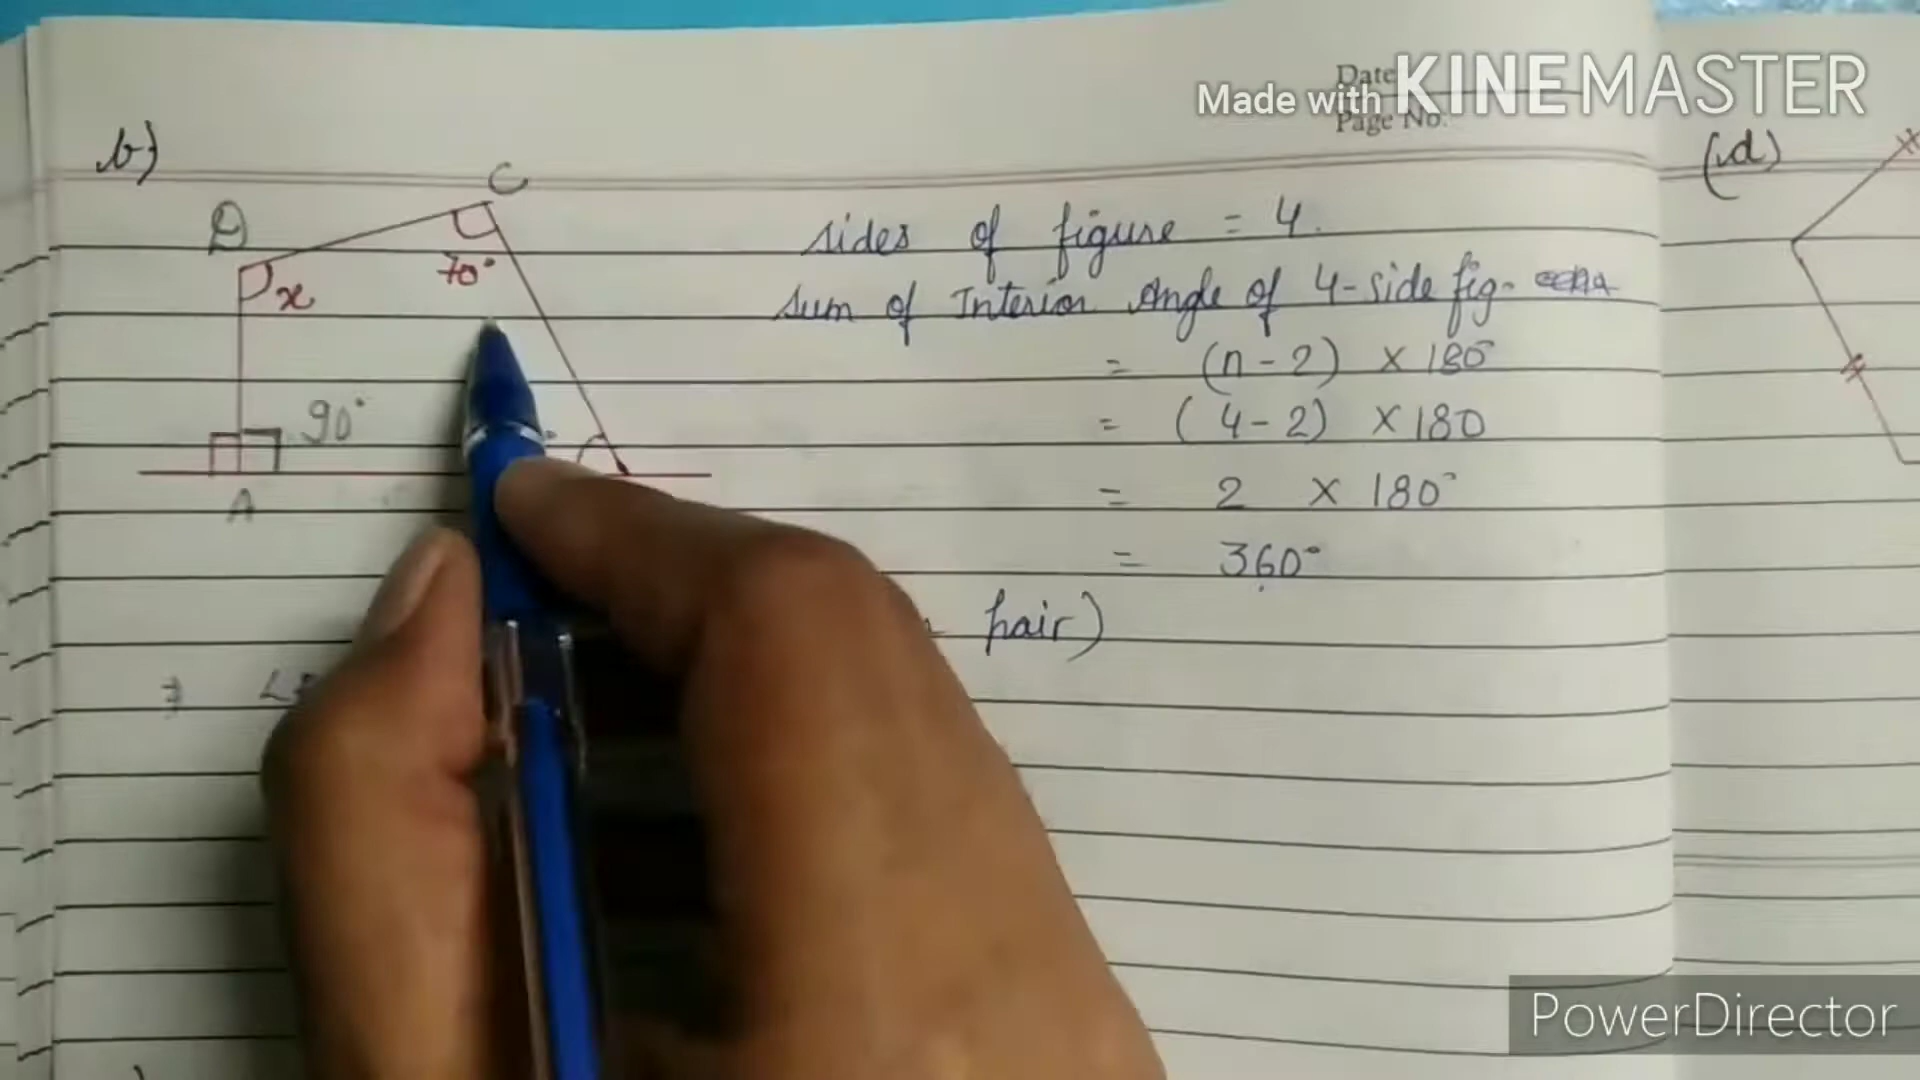 Date
Page No:
Made with KINEMASTER
b)
(d)
C
D
sides of figure = 4.
70°
x
sum of Interior Angle of 4-side fig-
= (n-2) × 180°
90°
= (4-2) × 180
A
= 2 × 180°
= 360°
pair)
PowerDirector